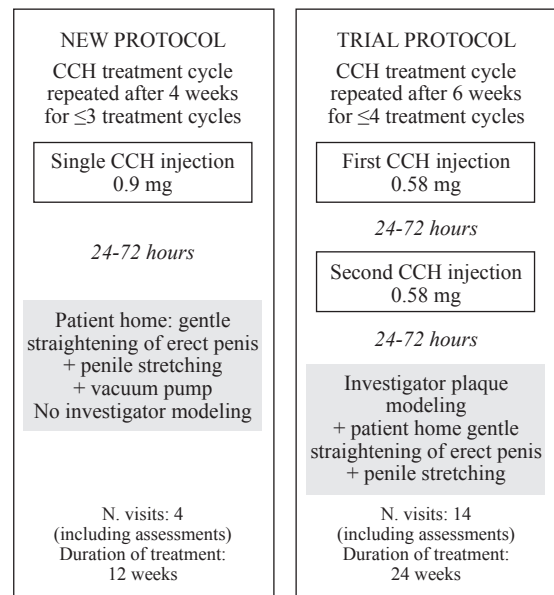 NEW PROTOCOL
CCH treatment cycle
repeated after 4 weeks
for ≤3 treatment cycles
Single CCH injection
0.9 mg
24-72 hours
Patient home: gentle
straightening of erect penis
+ penile stretching
+ vacuum pump
No investigator modeling
N. visits: 4
(including assessments)
Duration of treatment:
12 weeks
TRIAL PROTOCOL
CCH treatment cycle
repeated after 6 weeks
for ≤4 treatment cycles
First CCH injection
0.58 mg
24-72 hours
Second CCH injection
0.58 mg
24-72 hours
Investigator plaque
modeling
+ patient home gentle
straightening of erect penis
+ penile stretching
N. visits: 14
(including assessments)
Duration of treatment:
24 weeks